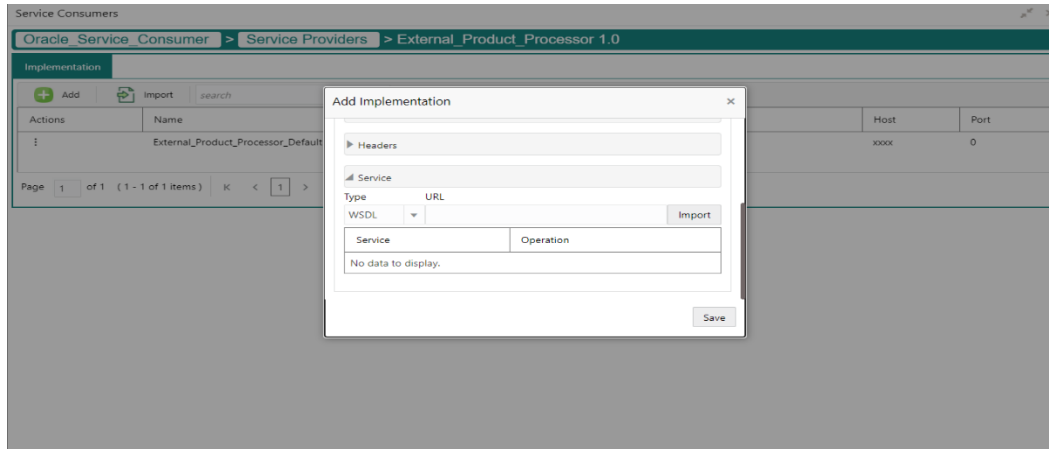 Service Consumers
Oracle_Service_Consumer > Service Providers > External_Product_Processor 1.0
Implementation
Add Import search
Actions Name Host Port
External_Product_Processor_Default xxxx 0
Page 1 of 1 (1 - 1 of 1 items) K < 1 >
Add Implementation ×
Headers
Service
Type URL
WSDL Import
Service Operation
No data to display.
Save